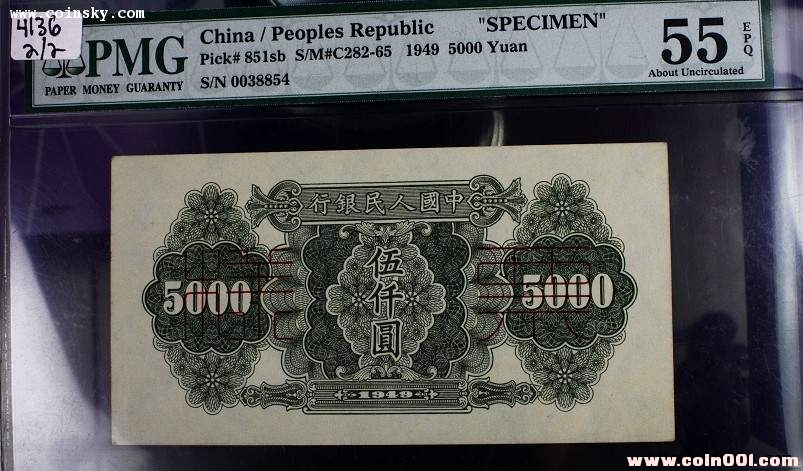 www.coinsky.com
4136
2/2
PMG
PAPER MONEY GUARANTY
China / Peoples Republic "SPECIMEN"
Pick# 851sb S/M#C282-65 1949 5000 Yuan
S/N 0038854
55
EPQ
About Uncirculated
行銀民人國中
5000
伍仟圓
5000
樣
票
1949
www.coin001.com